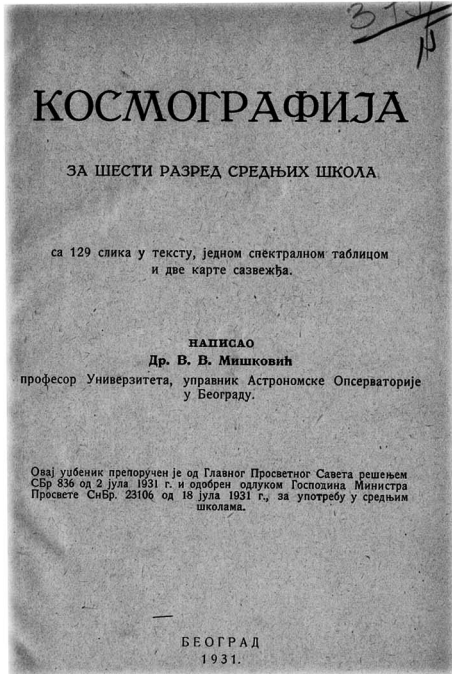 КОСМОГРАФИЈА
ЗА ШЕСТИ РАЗРЕД СРЕДЊИХ ШКОЛА
са 129 слика у тексту, једном спектралном таблицом
и две карте сазвежђа.
НАПИСАО
Др. В. В. Мишковић
професор Универзитета, управник Астрономске Опсерваторије
у Београду.
Овај уџбеник препоручен је од Главног Просветног Савета решењем
СБр 836 од 2 јула 1931 г. и одобрен одлуком Господина Министра
Просвете СнБр. 23106 од 18 јула 1931 г., за употребу у средњим
школама.
БЕОГРАД
1931.